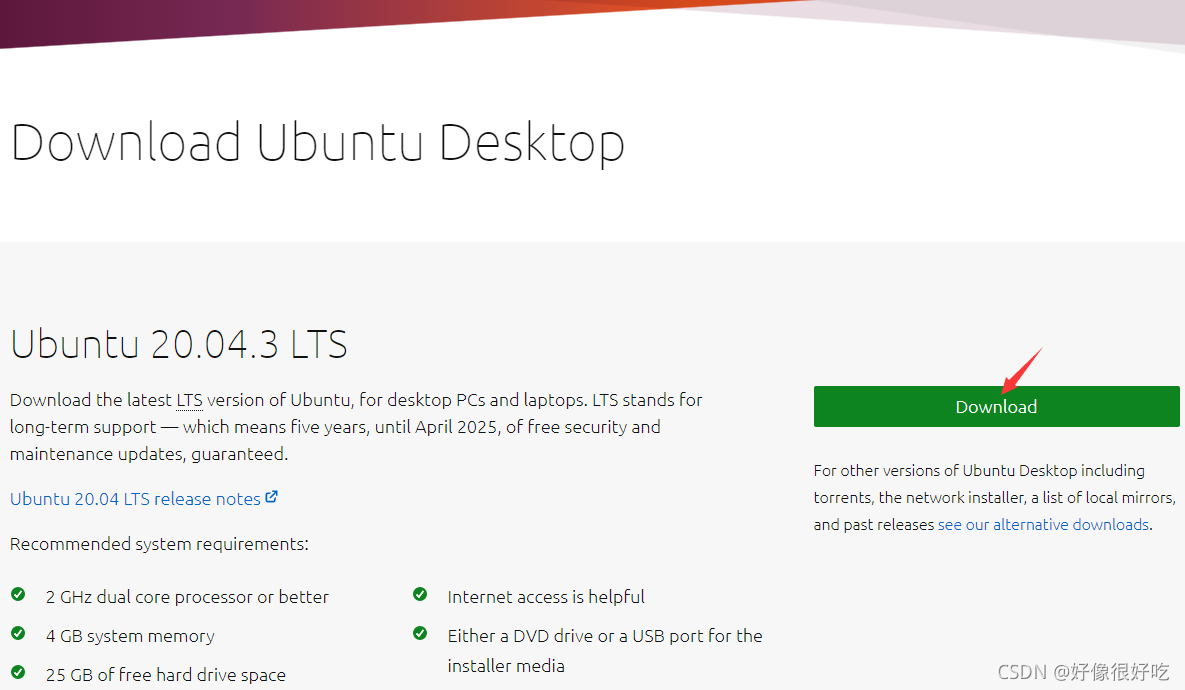 Download Ubuntu Desktop
Ubuntu 20.04.3 LTS
Download the latest LTS version of Ubuntu, for desktop PCs and laptops. LTS stands for
long-term support — which means five years, until April 2025, of free security and
maintenance updates, guaranteed.
Ubuntu 20.04 LTS release notes
Recommended system requirements:
2 GHz dual core processor or better
4 GB system memory
25 GB of free hard drive space
Internet access is helpful
Either a DVD drive or a USB port for the
installer media
Download
For other versions of Ubuntu Desktop including
torrents, the network installer, a list of local mirrors,
and past releases see our alternative downloads.
CSDN @好像很好吃